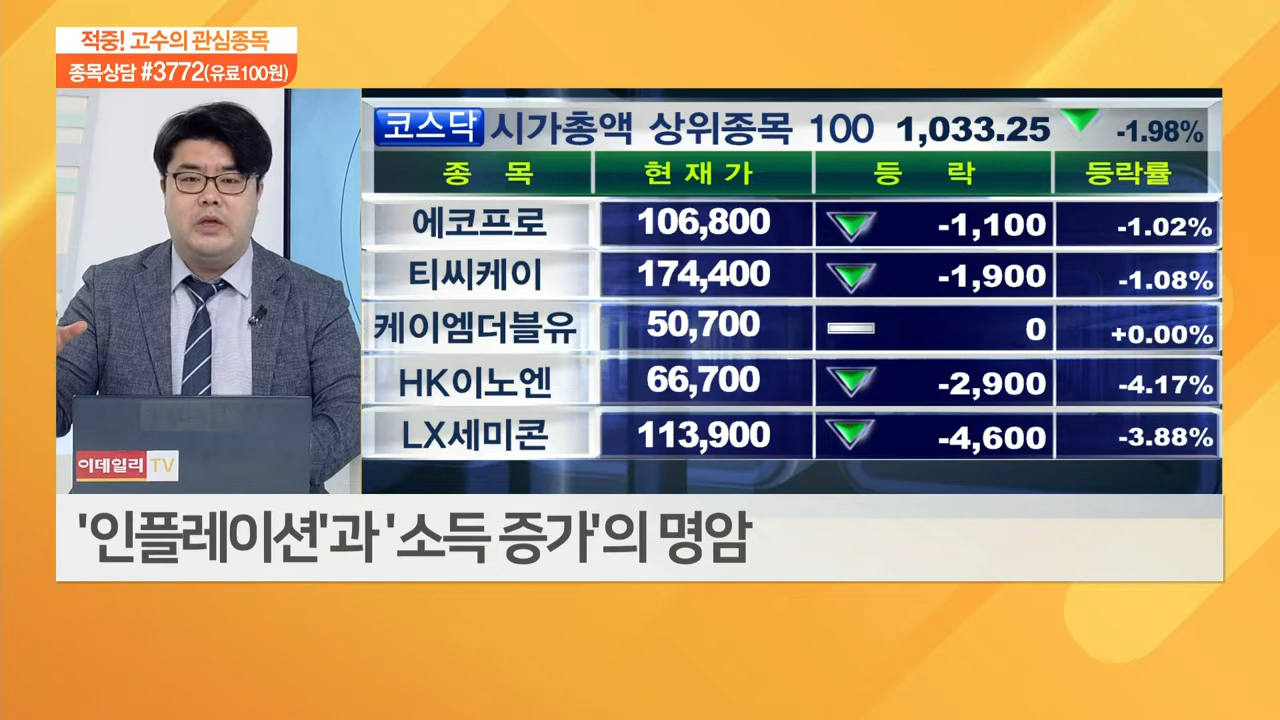 적중! 고수의 관심종목
종목상담 #3772(유료100원)
코스닥 시가총액 상위종목 100 1,033.25 -1.98%
종 목 현 재 가 등 락 등락률
에코프로 106,800 -1,100 -1.02%
티씨케이 174,400 -1,900 -1.08%
케이엠더블유 50,700 0 +0.00%
HK이노엔 66,700 -2,900 -4.17%
LX세미콘 113,900 -4,600 -3.88%
이데일리 TV
'인플레이션'과 '소득 증가'의 명암